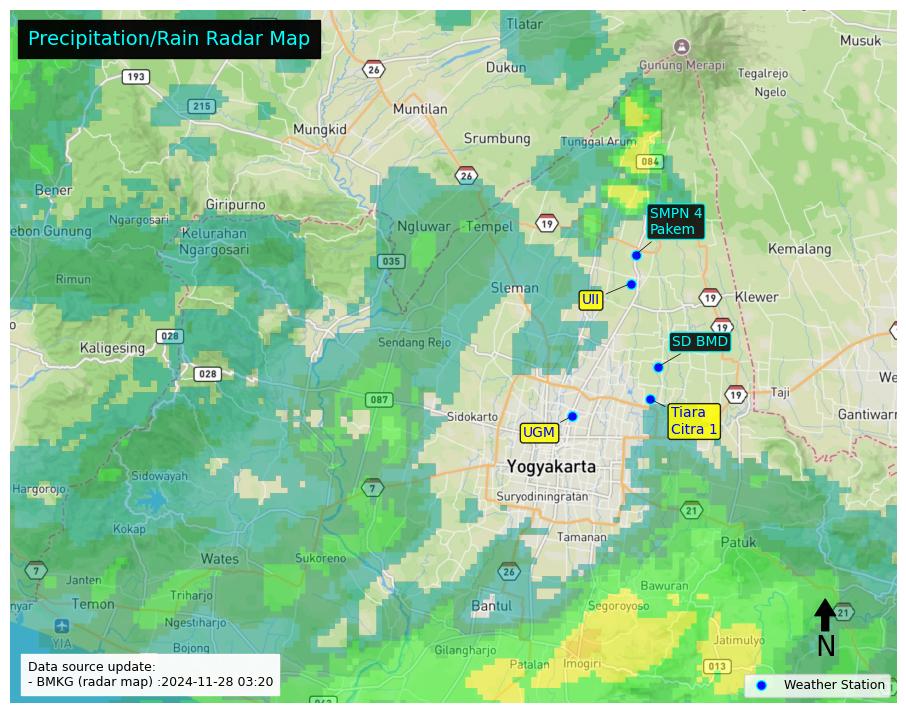 Precipitation/Rain Radar Map
Tlatar
Musuk
26
193
Dukun
Gunung Merapi
Tegalrejo
Ngelo
215
Muntilan
Mungkid
Srumbung
Tunggal Arum
084
26
Bener
Giripurno
Ngargosari
SMPN 4
Pakem
ebon Gunung
Kelurahan
Ngargosari
Ngluwar
Tempel
19
Kemalang
035
Rimun
Sleman
UII
19
Klewer
19
028
Kaligesing
Sendang Rejo
SD BMD
028
We
087
19
Taji
Sidokarto
Tiara
Citra 1
Gantiwarn
UGM
Yogyakarta
Sidowayah
Hargorojo
7
Suryodiningratan
21
Kokap
Tamanan
Patuk
Wates
Sukoreno
7
26
Janten
Bawuran
Triharjo
nyar
Temon
Bantul
Segoroyoso
21
Ngestiharjo
YIA
N
Bojong
Gilangharjo
Jatimulyo
Patalan
Imogiri
013
Data source update:
- BMKG (radar map) :2024-11-28 03:20
Weather Station